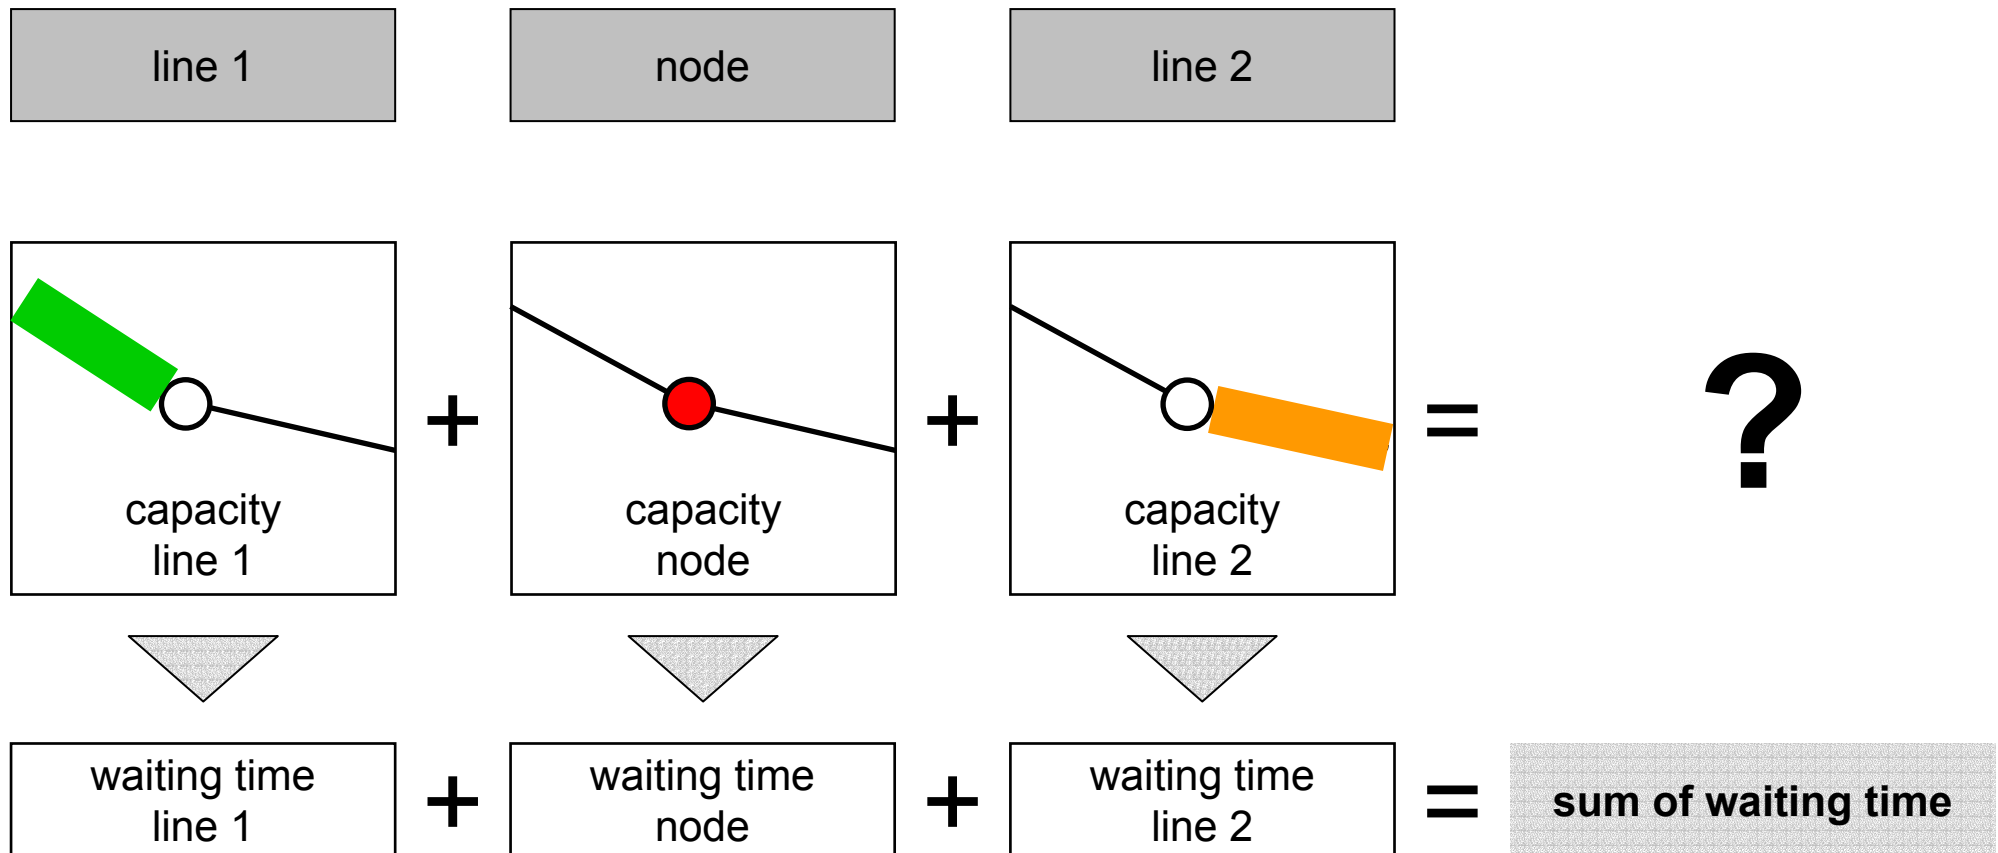 line 1
node
line 2
capacity
line 1
+
capacity
node
+
capacity
line 2
=
?
waiting time
line 1
+
waiting time
node
+
waiting time
line 2
=
sum of waiting time